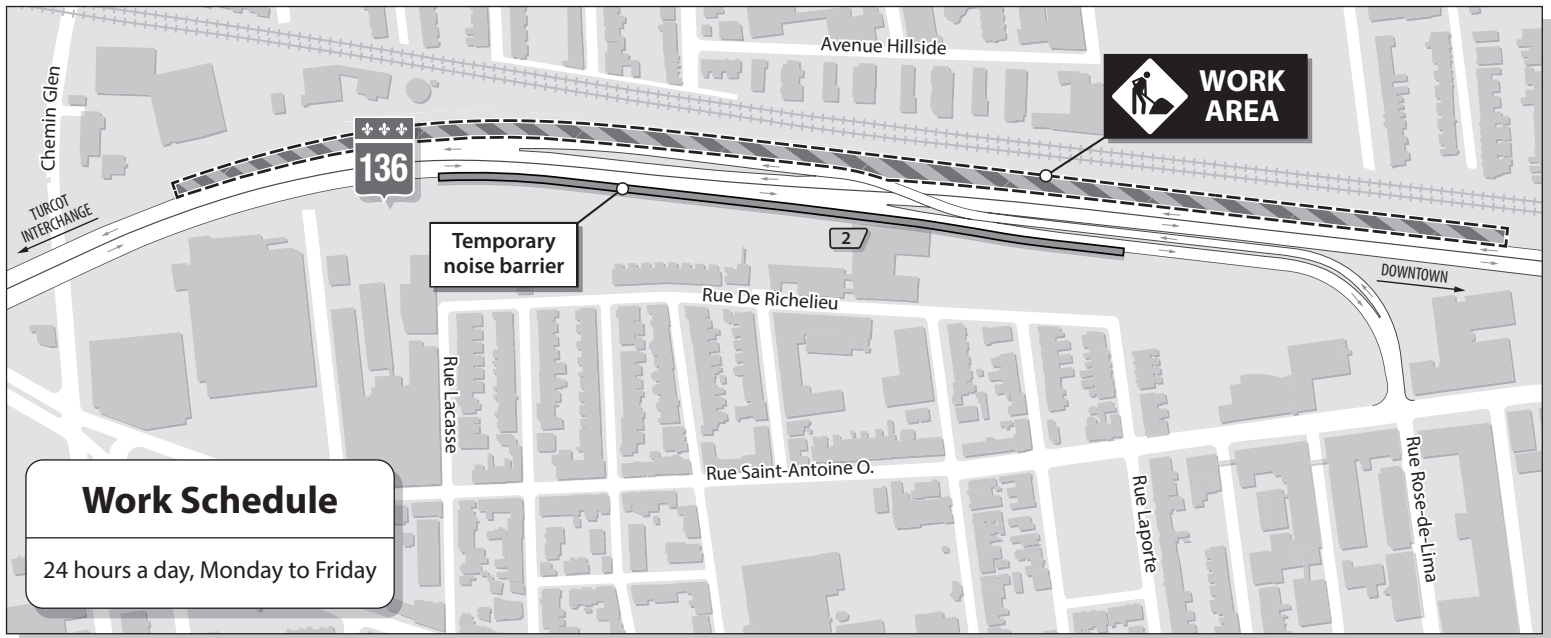 Avenue Hillside
WORK
AREA
Chemin Glen
136
TURCOT
INTERCHANGE
Temporary
noise barrier
2
DOWNTOWN
Rue De Richelieu
Rue Lacasse
Rue Saint-Antoine O.
Rue Laporte
Rue Rose-de-Lima
Work Schedule
24 hours a day, Monday to Friday